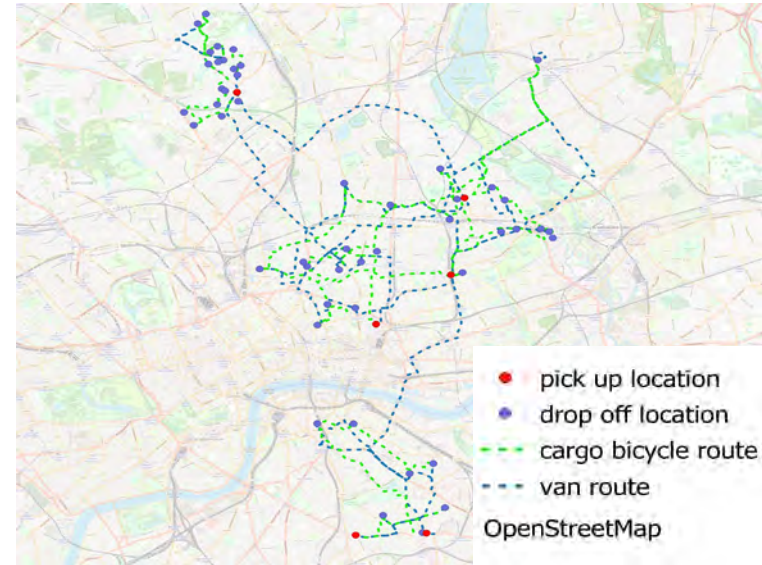 pick up location
drop off location
cargo bicycle route
van route
OpenStreetMap